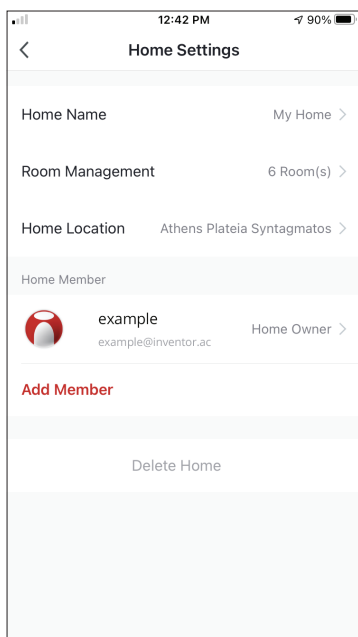 12:42 PM 90%
Home Settings
Home Name My Home
Room Management 6 Room(s)
Home Location Athens Plateia Syntagmatos
Home Member
example
example@inventor.ac
Home Owner
Add Member
Delete Home